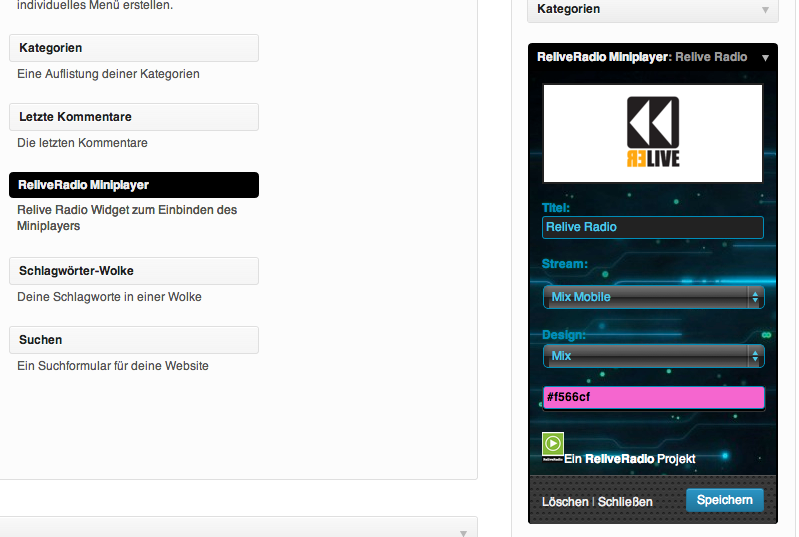 individuelles Menü erstellen.
Kategorien
Eine Auflistung deiner Kategorien
Letzte Kommentare
Die letzten Kommentare
ReliveRadio Miniplayer
Relive Radio Widget zum Einbinden des
Miniplayers
Schlagwörter-Wolke
Deine Schlagworte in einer Wolke
Suchen
Ein Suchformular für deine Website
Kategorien
ReliveRadio Miniplayer: Relive Radio
RELIVE
Titel:
Relive Radio
Stream:
Mix Mobile
Design:
Mix
#f566cf
ReliveRadio
Ein ReliveRadio Projekt
Löschen | Schließen
Speichern